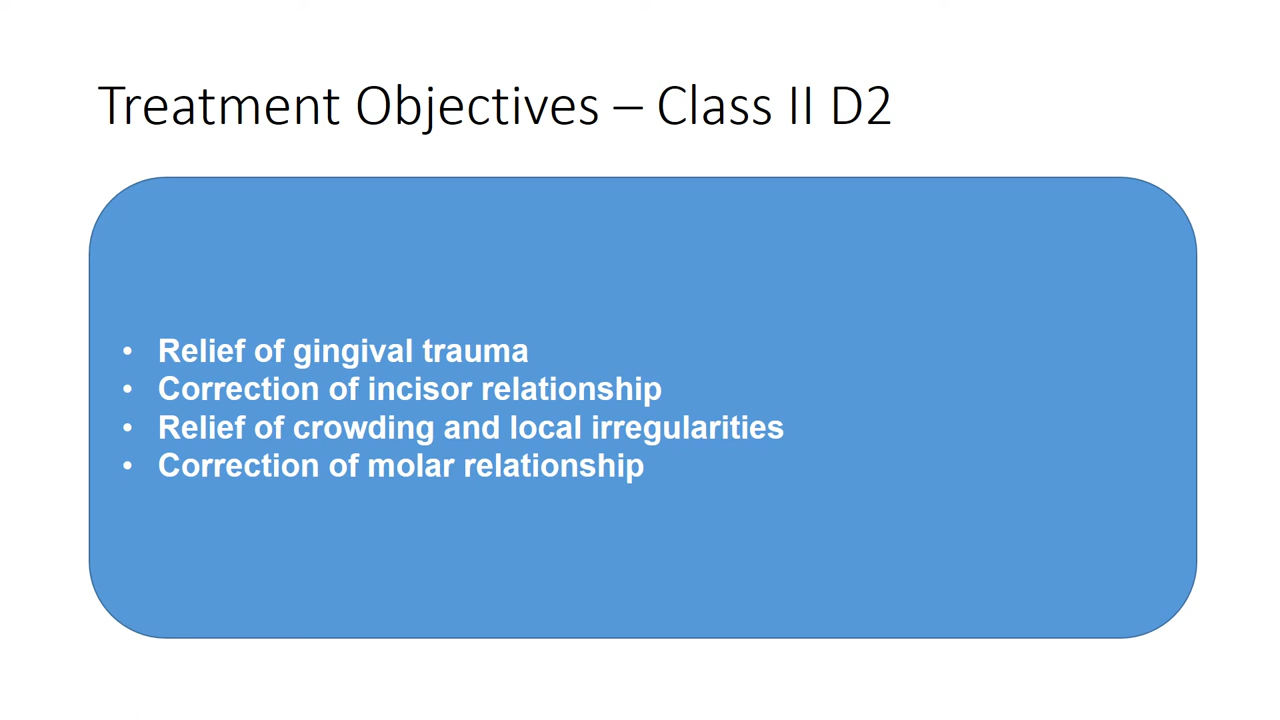 Treatment Objectives – Class II D2
• Relief of gingival trauma
• Correction of incisor relationship
• Relief of crowding and local irregularities
• Correction of molar relationship